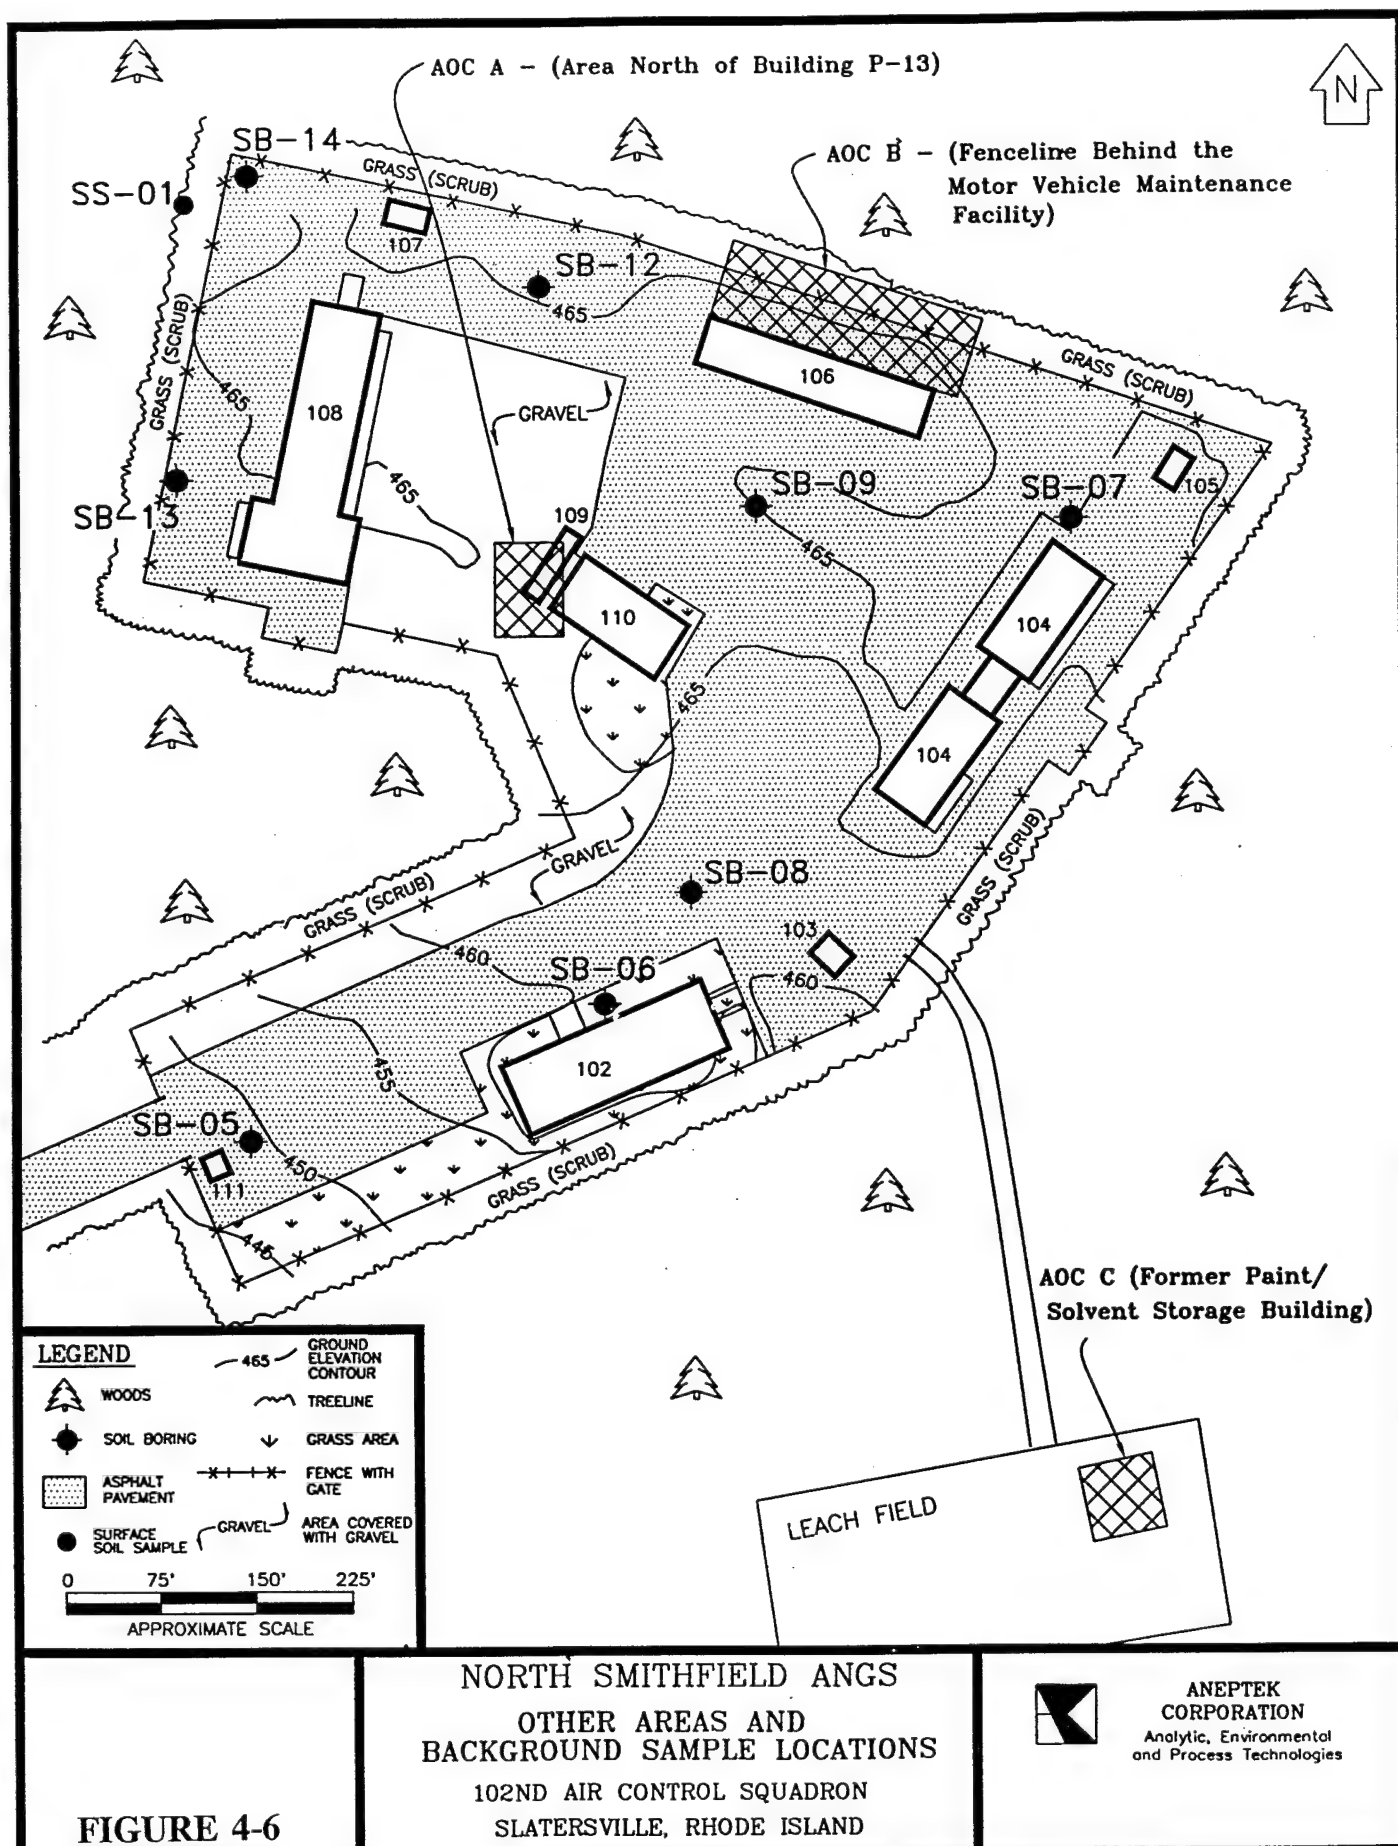 AOC A - (Area North of Building P-13)
N
AOC B - (Fenceline Behind the
Motor Vehicle Maintenance
Facility)
SB-14
SS-01
GRASS (SCRUB)
107
SB-12
465
GRASS (SCRUB)
465
108
GRAVEL
106
GRASS (SCRUB)
465
SB-13
109
SB-09
SB-07
105
465
110
104
465
104
GRASS (SCRUB)
GRAVEL
SB-08
GRASS (SCRUB)
103
460
SB-06
460
455
102
SB-05
450
111
GRASS (SCRUB)
445
AOC C (Former Paint/
Solvent Storage Building)
LEACH FIELD
LEGEND
WOODS
SOIL BORING
ASPHALT
PAVEMENT
SURFACE
SOIL SAMPLE
465
GROUND
ELEVATION
CONTOUR
TREELINE
GRASS AREA
FENCE WITH
GATE
GRAVEL
AREA COVERED
WITH GRAVEL
0 75' 150' 225'
APPROXIMATE SCALE
FIGURE 4-6
NORTH SMITHFIELD ANGS
OTHER AREAS AND
BACKGROUND SAMPLE LOCATIONS
102ND AIR CONTROL SQUADRON
SLATERSVILLE, RHODE ISLAND
ANEPTEK
CORPORATION
Analytic, Environmental
and Process Technologies